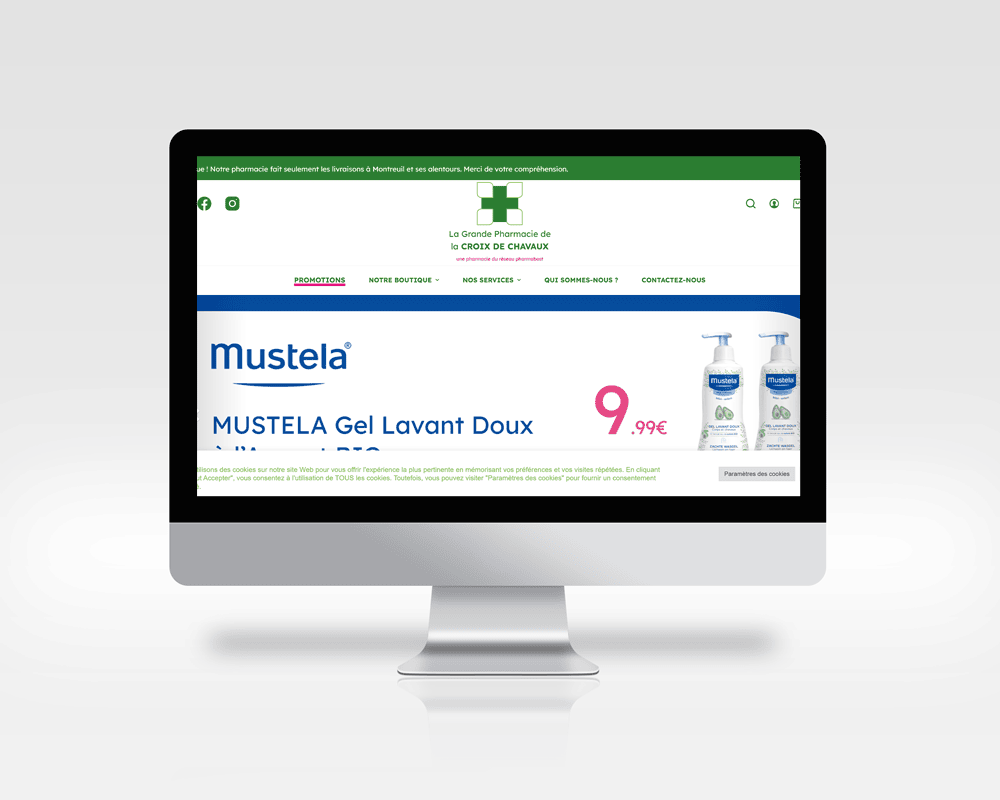 ue ! Notre pharmacie fait seulement les livraisons à Montreuil et ses alentours. Merci de votre compréhension.
La Grande Pharmacie de
la CROIX DE CHAVAUX
une pharmacie du réseau pharmabest
PROMOTIONS NOTRE BOUTIQUE NOS SERVICES QUI SOMMES-NOUS ? CONTACTEZ-NOUS
Mustela®
MUSTELA Gel Lavant Doux
9.99€
Mustela
GEL LAVANT DOUX
Mustela
GEL LAVANT DOUX
ilisons des cookies sur notre site Web pour vous offrir l'expérience la plus pertinente en mémorisant vos préférences et vos visites répétées. En cliquant
ut Accepter", vous consentez à l'utilisation de TOUS les cookies. Toutefois, vous pouvez visiter "Paramètres des cookies" pour fournir un consentement
Paramètres des cookies